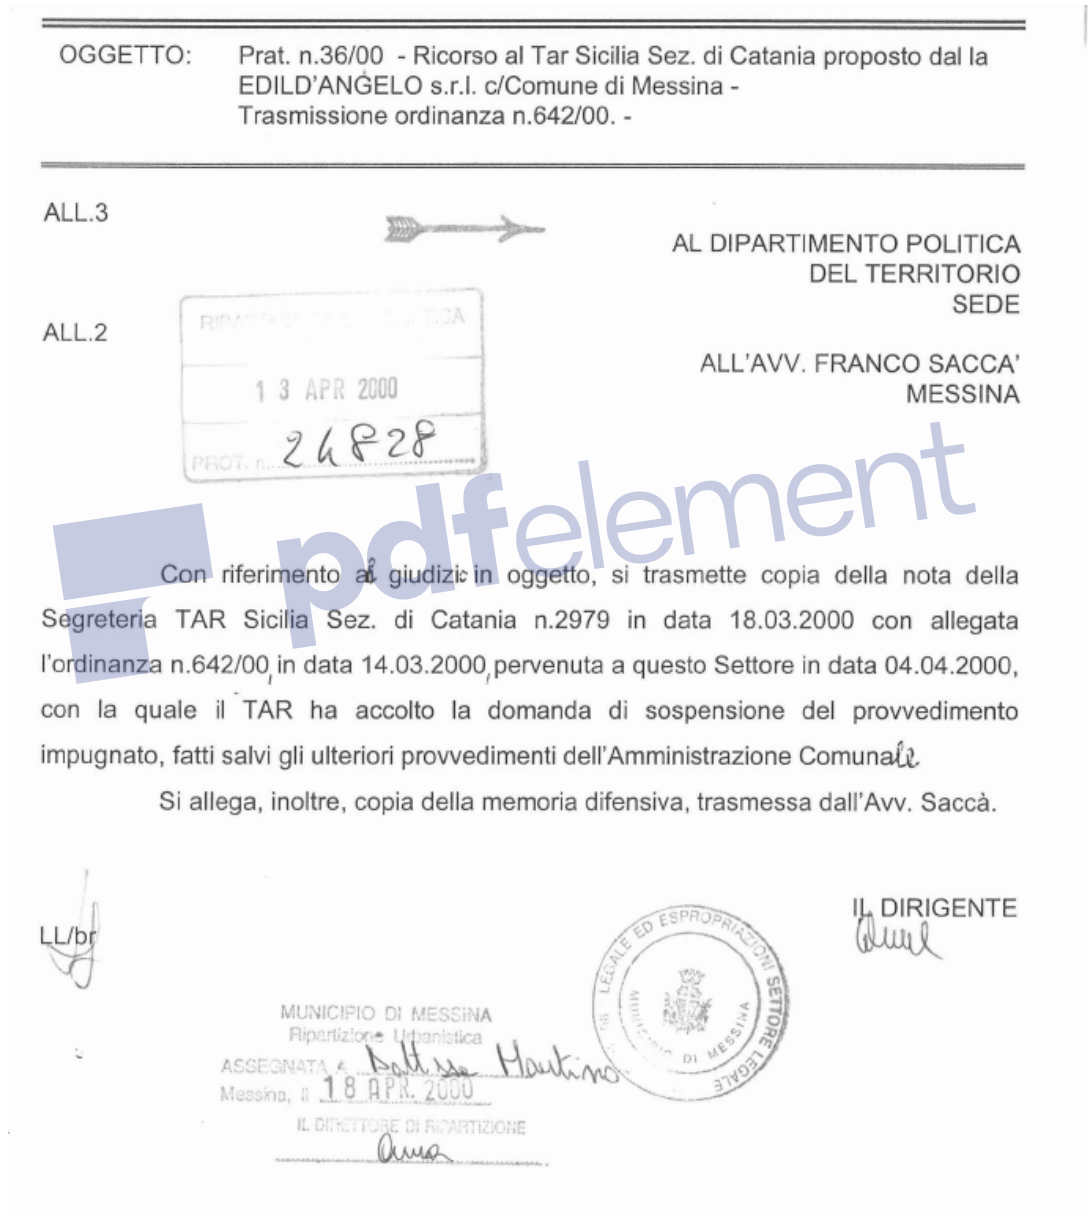 OGGETTO: Prat. n.36/00 - Ricorso al Tar Sicilia Sez. di Catania proposto dal la
EDILD'ANGELO s.r.l. c/Comune di Messina -
Trasmissione ordinanza n.642/00. -
ALL.3
AL DIPARTIMENTO POLITICA
DEL TERRITORIO
SEDE
ALL.2
ALL'AVV. FRANCO SACCA'
MESSINA
13 APR 2000
PROT. n. 24828
pdfelement
Con riferimento al giudizio in oggetto, si trasmette copia della nota della
Segreteria TAR Sicilia Sez. di Catania n.2979 in data 18.03.2000 con allegata
l'ordinanza n.642/00, in data 14.03.2000, pervenuta a questo Settore in data 04.04.2000,
con la quale il TAR ha accolto la domanda di sospensione del provvedimento
impugnato, fatti salvi gli ulteriori provvedimenti dell'Amministrazione Comunale
Si allega, inoltre, copia della memoria difensiva, trasmessa dall'Avv. Saccà.
IL DIRIGENTE
LL/br
LEGALE ED ESPROPRIAZIONI SETTORE LEGALE
MUNICIPIO DI MESSINA
MUNICIPIO DI MESSINA
Ripartizione Urbanistica
ASSEGNATA A Martino
Messina, il 18 APR. 2000
IL DIRETTORE DI RIPARTIZIONE